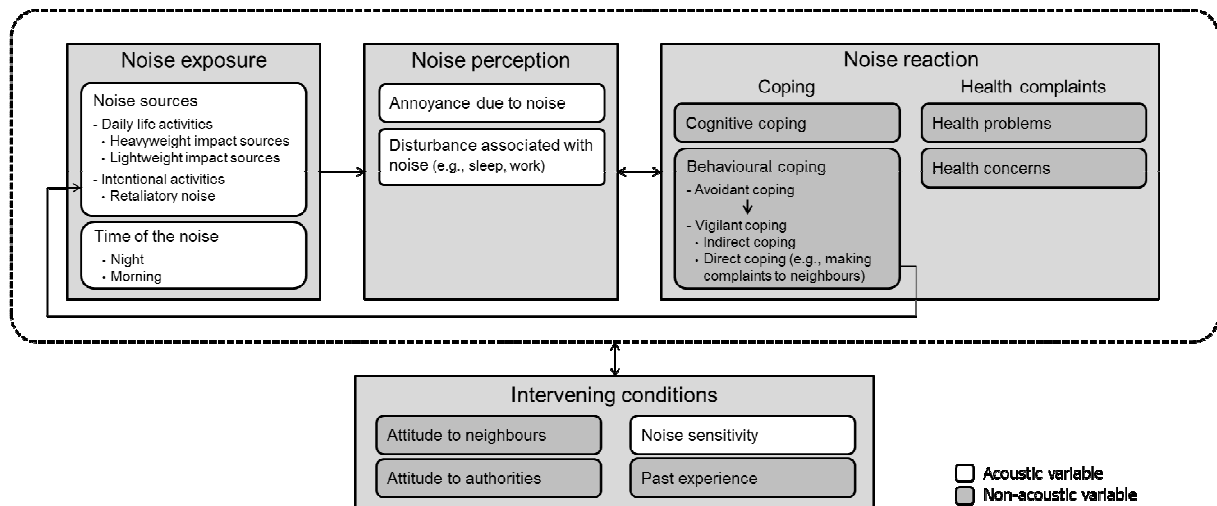 Noise exposure
Noise sources
- Daily life activities
- Heavyweight impact sources
- Lightweight impact sources
- Intentional activities
- Retaliatory noise
Time of the noise
- Night
- Morning
Noise perception
Annoyance due to noise
Disturbance associated with
noise (e.g., sleep, work)
Noise reaction
Coping
Cognitive coping
Behavioural coping
- Avoidant coping
- Vigilant coping
- Indirect coping
- Direct coping (e.g., making
complaints to neighbours)
Health complaints
Health problems
Health concerns
Intervening conditions
Attitude to neighbours
Noise sensitivity
Attitude to authorities
Past experience
Acoustic variable
Non-acoustic variable